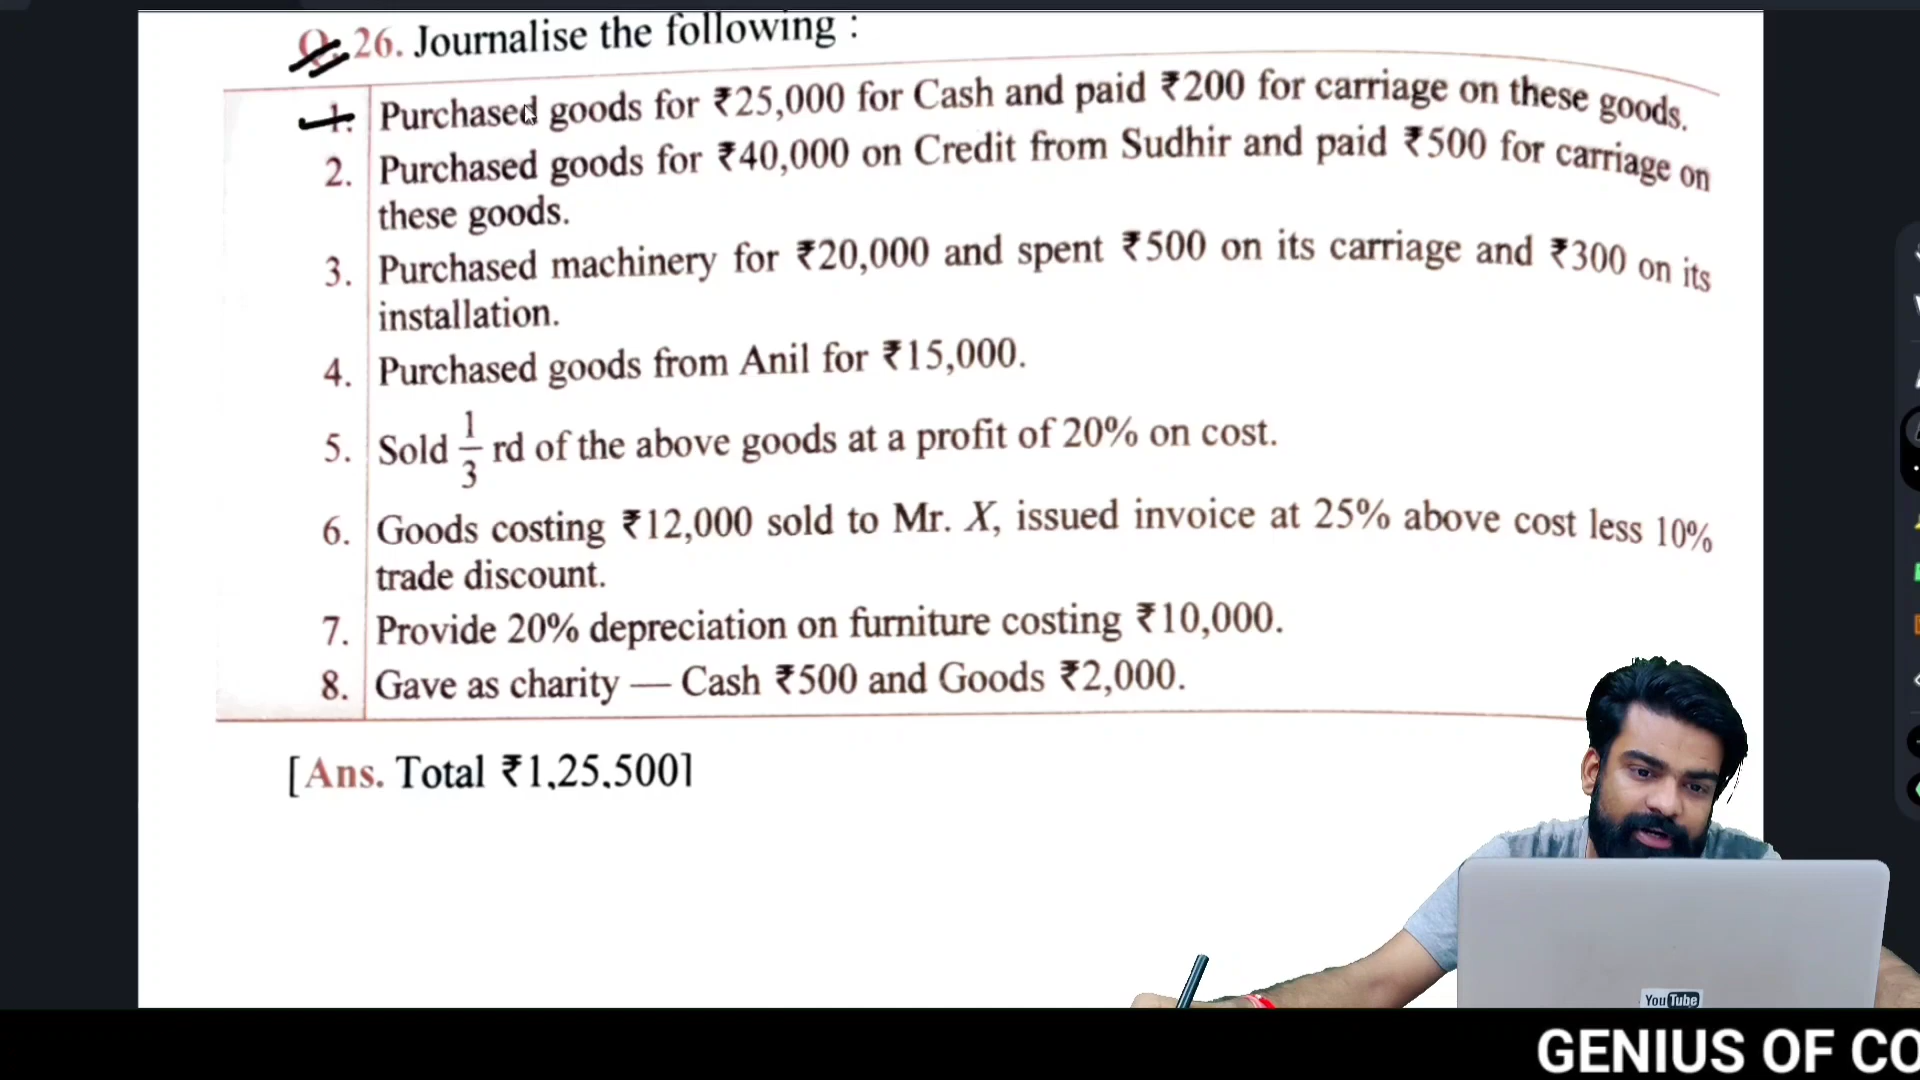 Q. 26. Journalise the following :
1. Purchased goods for ₹25,000 for Cash and paid ₹200 for carriage on these goods.
2. Purchased goods for ₹40,000 on Credit from Sudhir and paid ₹500 for carriage on
these goods.
3. Purchased machinery for ₹20,000 and spent ₹500 on its carriage and ₹300 on its
installation.
4. Purchased goods from Anil for ₹15,000.
5. Sold 1/3 rd of the above goods at a profit of 20% on cost.
6. Goods costing ₹12,000 sold to Mr. X, issued invoice at 25% above cost less 10%
trade discount.
7. Provide 20% depreciation on furniture costing ₹10,000.
8. Gave as charity — Cash ₹500 and Goods ₹2,000.
[Ans. Total ₹1,25,500]
YouTube
GENIUS OF CO